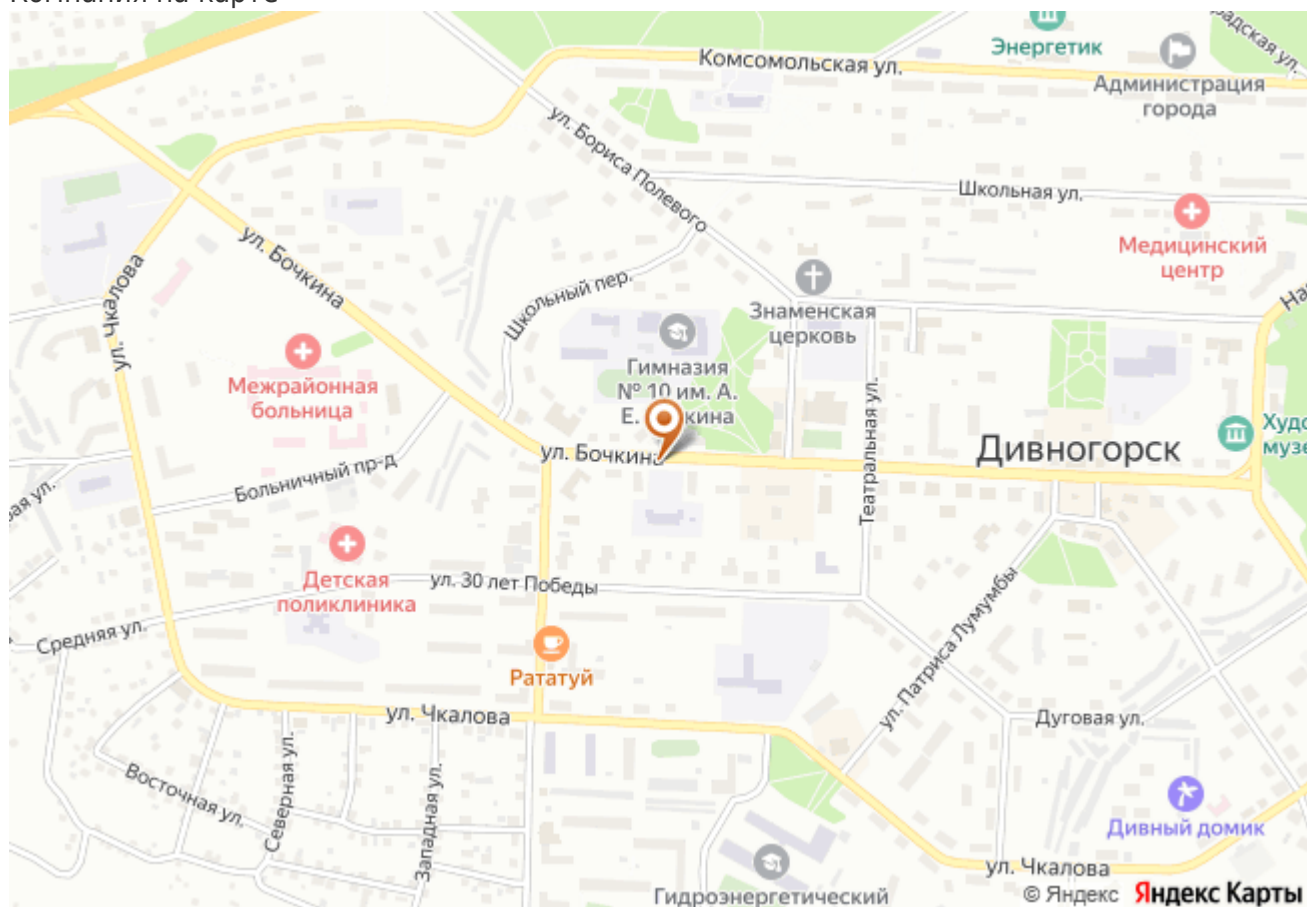 Компания на карте
Энергетик
Комсомольская ул.
Администрация
города
ул. Бориса Полевого
Школьная ул.
Медицинский
центр
ул. Бочкина
ул. Чкалова
Школьный пер.
Знаменская
церковь
Гимназия
№ 10 им. А.
Межрайонная
больница
ул. Бочкина
Дивногорск
Больничный пр-д
Театральная ул.
Детская
поликлиника
ул. 30 лет Победы
Средняя ул.
Рататуй
ул. Патриса Лумумбы
ул. Чкалова
Дуговая ул.
Восточная ул.
Северная ул.
Западная ул.
Дивный домик
ул. Чкалова
Гидроэнергетический
© Яндекс Яндекс Карты